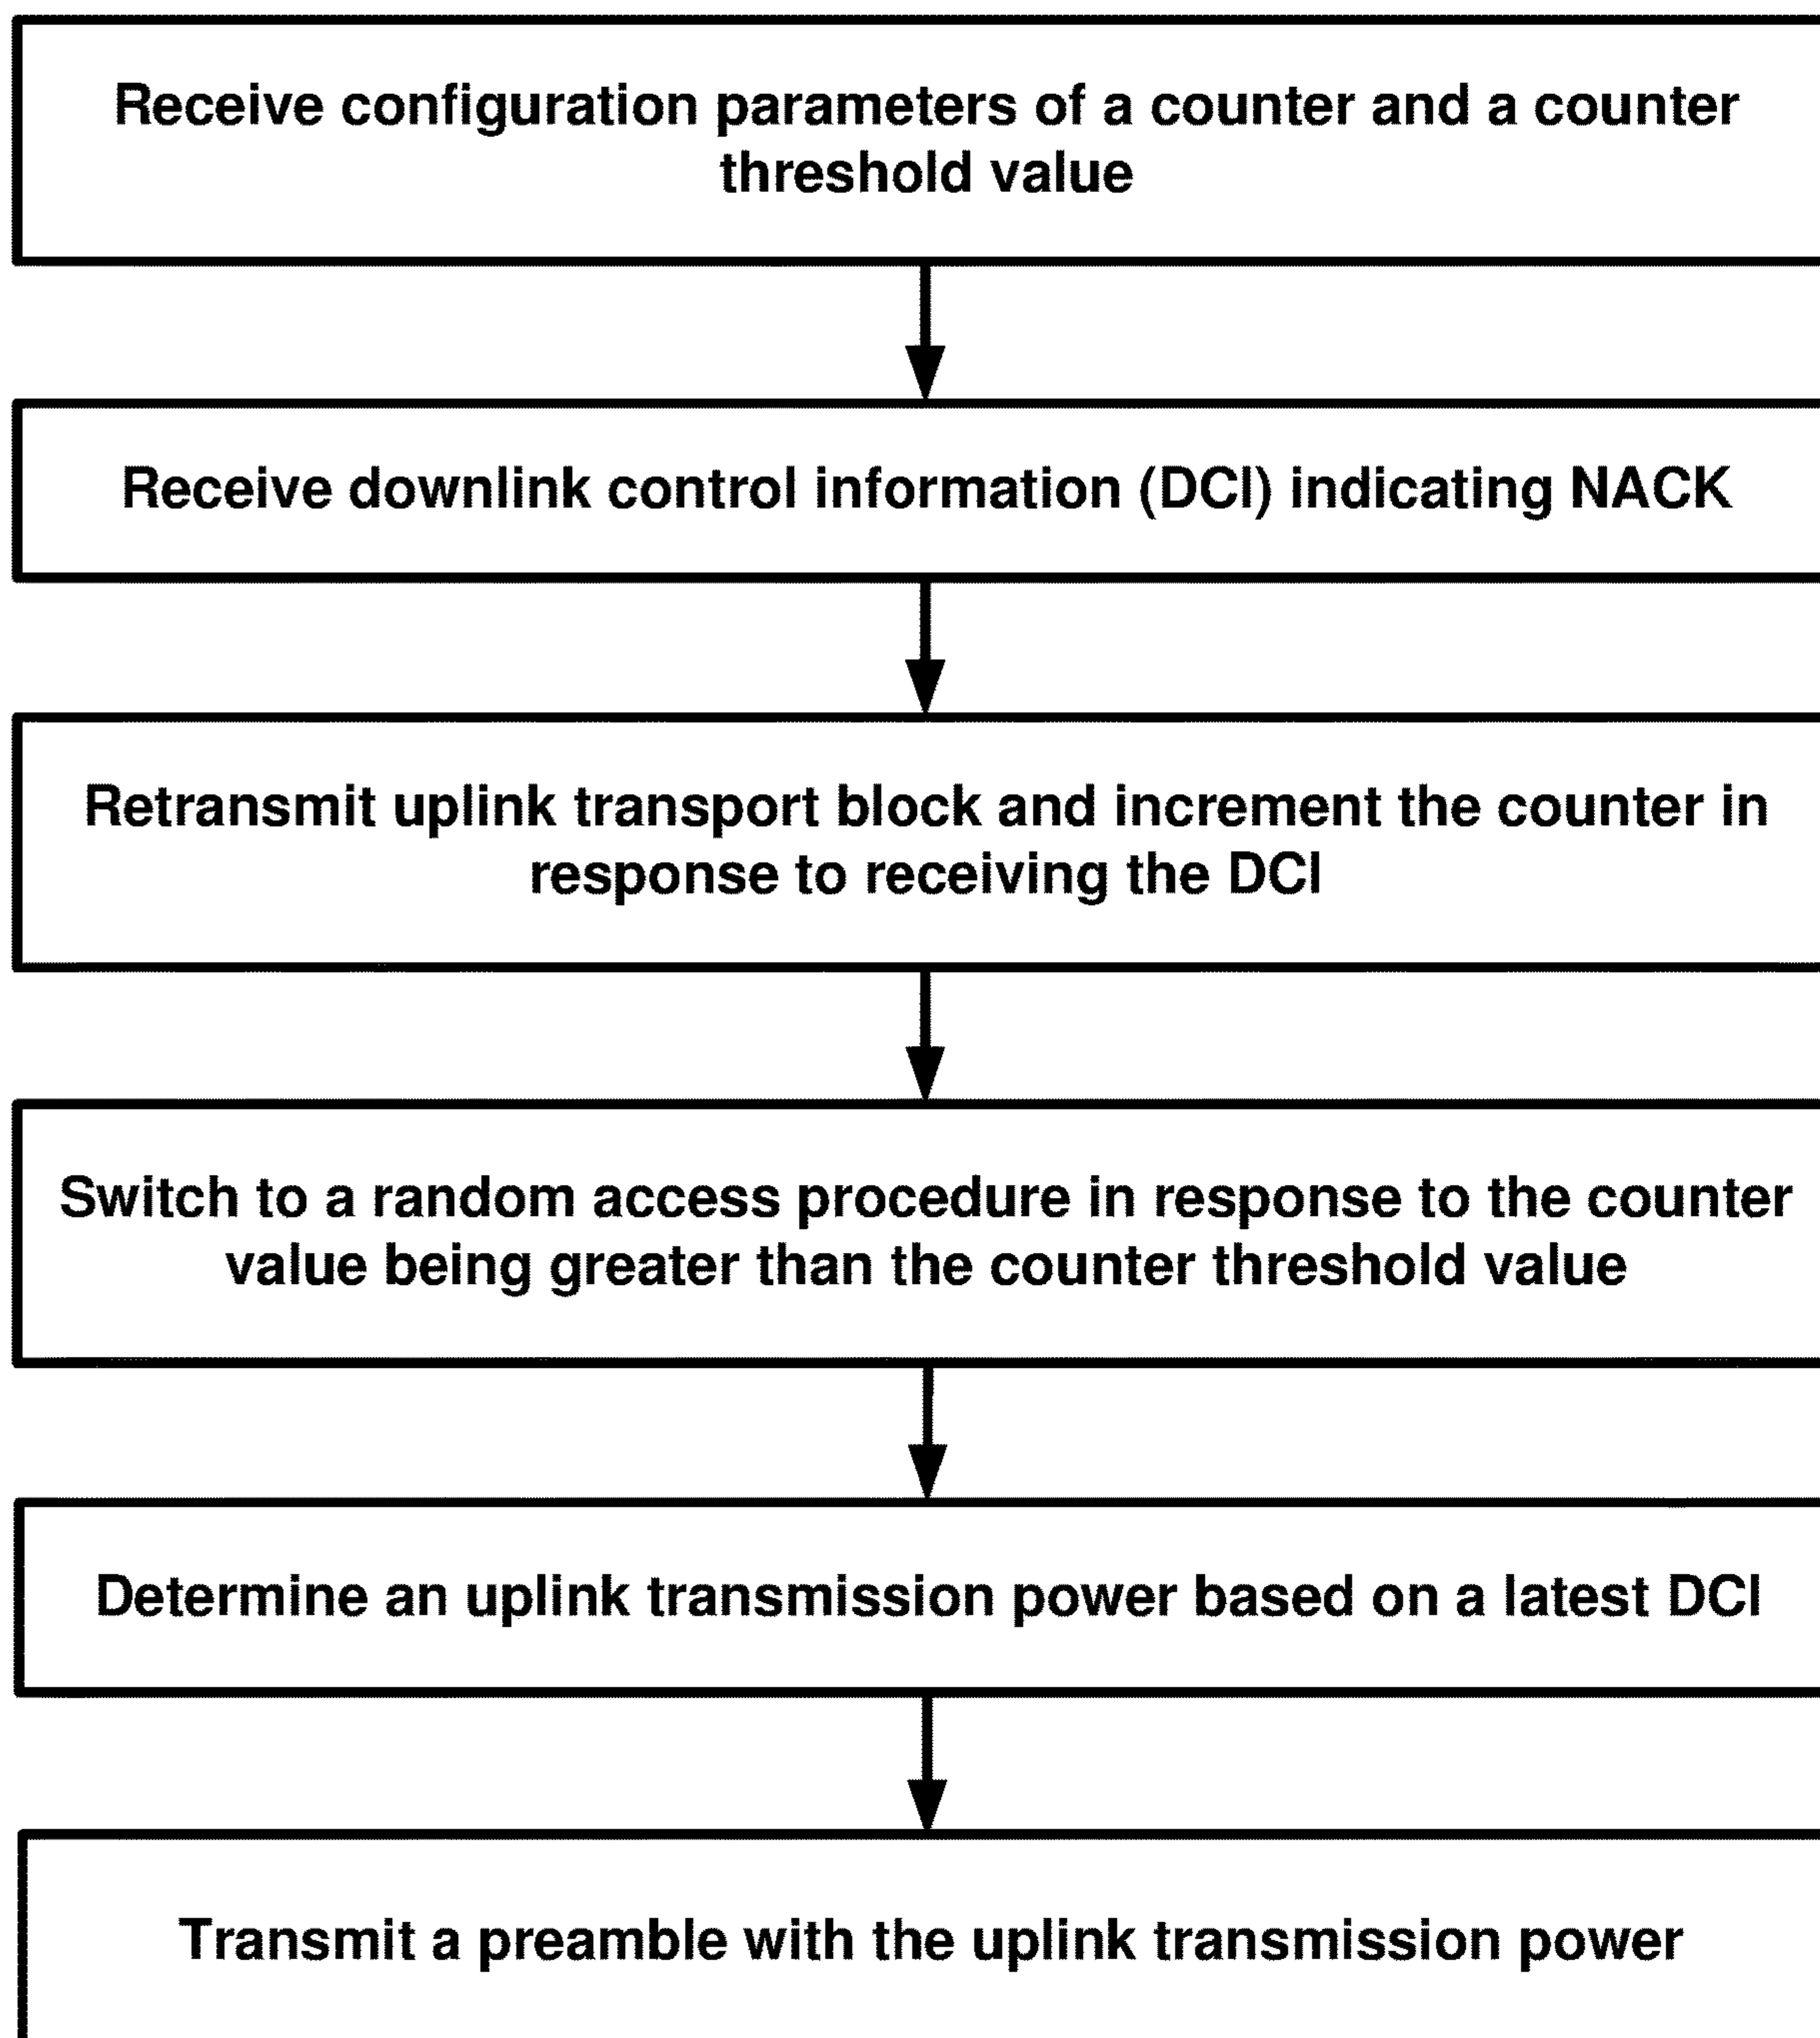 Receive configuration parameters of a counter and a counter
threshold value
Receive downlink control information (DCI) indicating NACK
Retransmit uplink transport block and increment the counter in
response to receiving the DCI
Switch to a random access procedure in response to the counter
value being greater than the counter threshold value
Determine an uplink transmission power based on a latest DCI
Transmit a preamble with the uplink transmission power